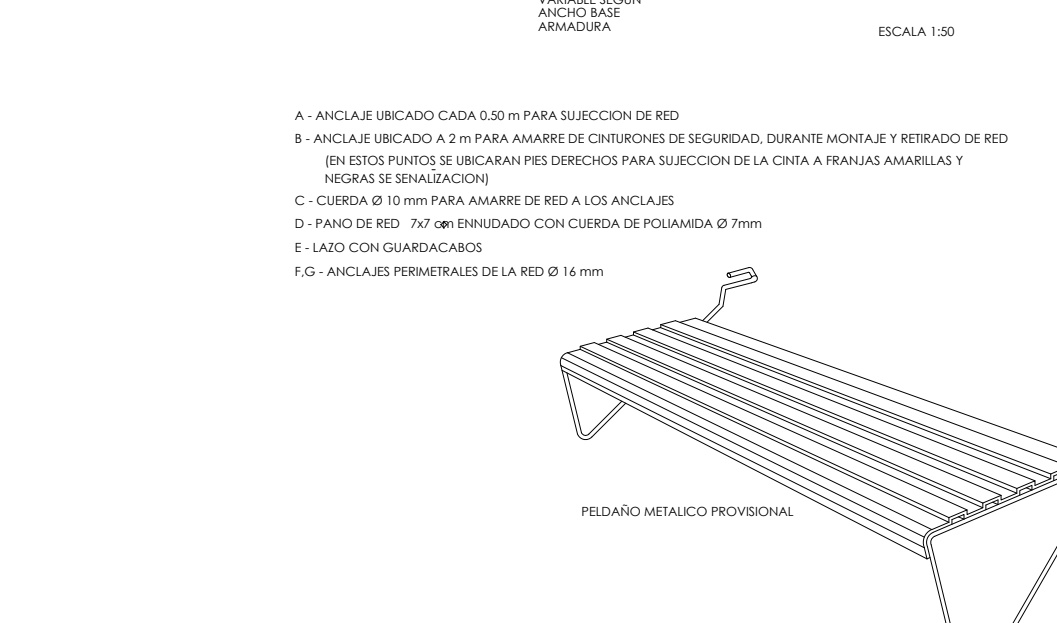 VARIABLE SEGUN
ANCHO BASE
ARMADURA
ESCALA 1:50
A - ANCLAJE UBICADO CADA 0.50 m PARA SUJECCION DE RED
B - ANCLAJE UBICADO A 2 m PARA AMARRE DE CINTURONES DE SEGURIDAD, DURANTE MONTAJE Y RETIRADO DE RED
(EN ESTOS PUNTOS SE UBICARAN PIES DERECHOS PARA SUJECCION DE LA CINTA A FRANJAS AMARILLAS Y
NEGRAS SE SENALIZACION)
C - CUERDA Ø 10 mm PARA AMARRE DE RED A LOS ANCLAJES
D - PANO DE RED 7x7 cm ENNUDADO CON CUERDA DE POLIAMIDA Ø 7mm
E - LAZO CON GUARDACABOS
F,G - ANCLAJES PERIMETRALES DE LA RED Ø 16 mm
PELDAÑO METALICO PROVISIONAL